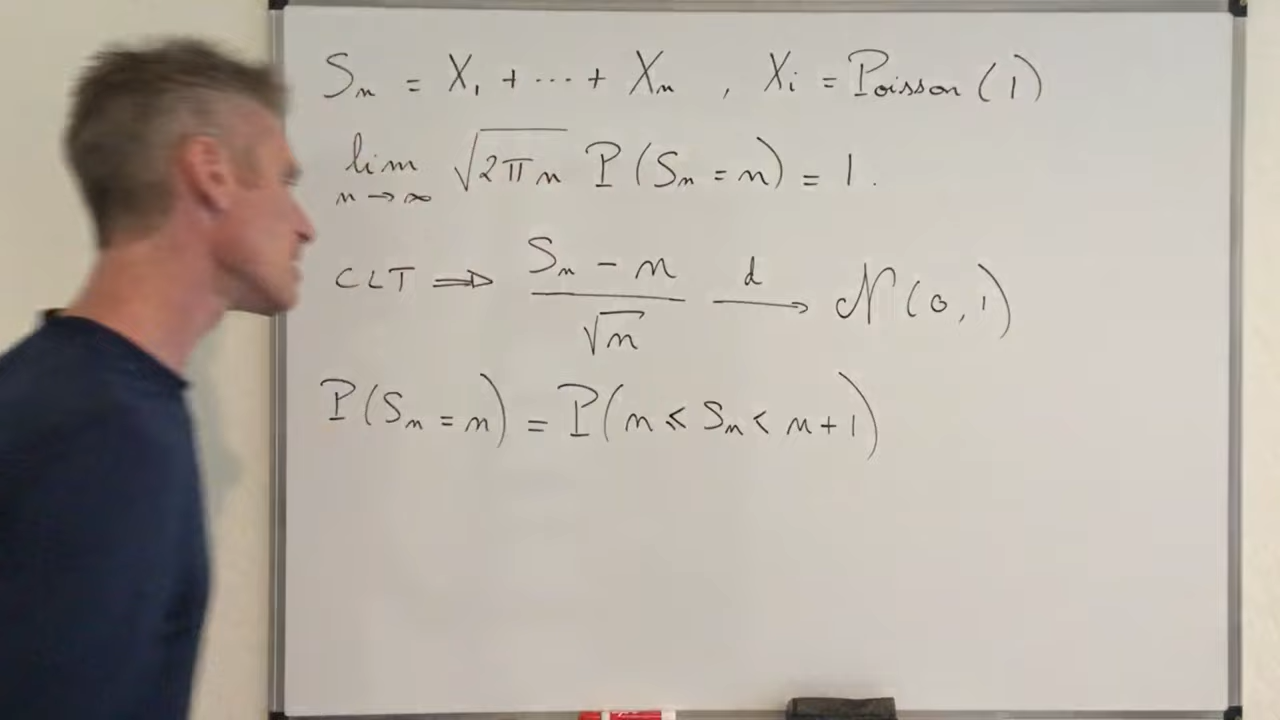 Sₙ = X₁ + ⋯ + Xₙ , Xᵢ = Poisson (1)
lim n→∞ √2πn P(Sₙ = n) = 1.
CLT ⇒ (Sₙ − n)/√n →ᵈ 𝒩(0,1)
P(Sₙ = n) = P(n ≤ Sₙ < n+1)